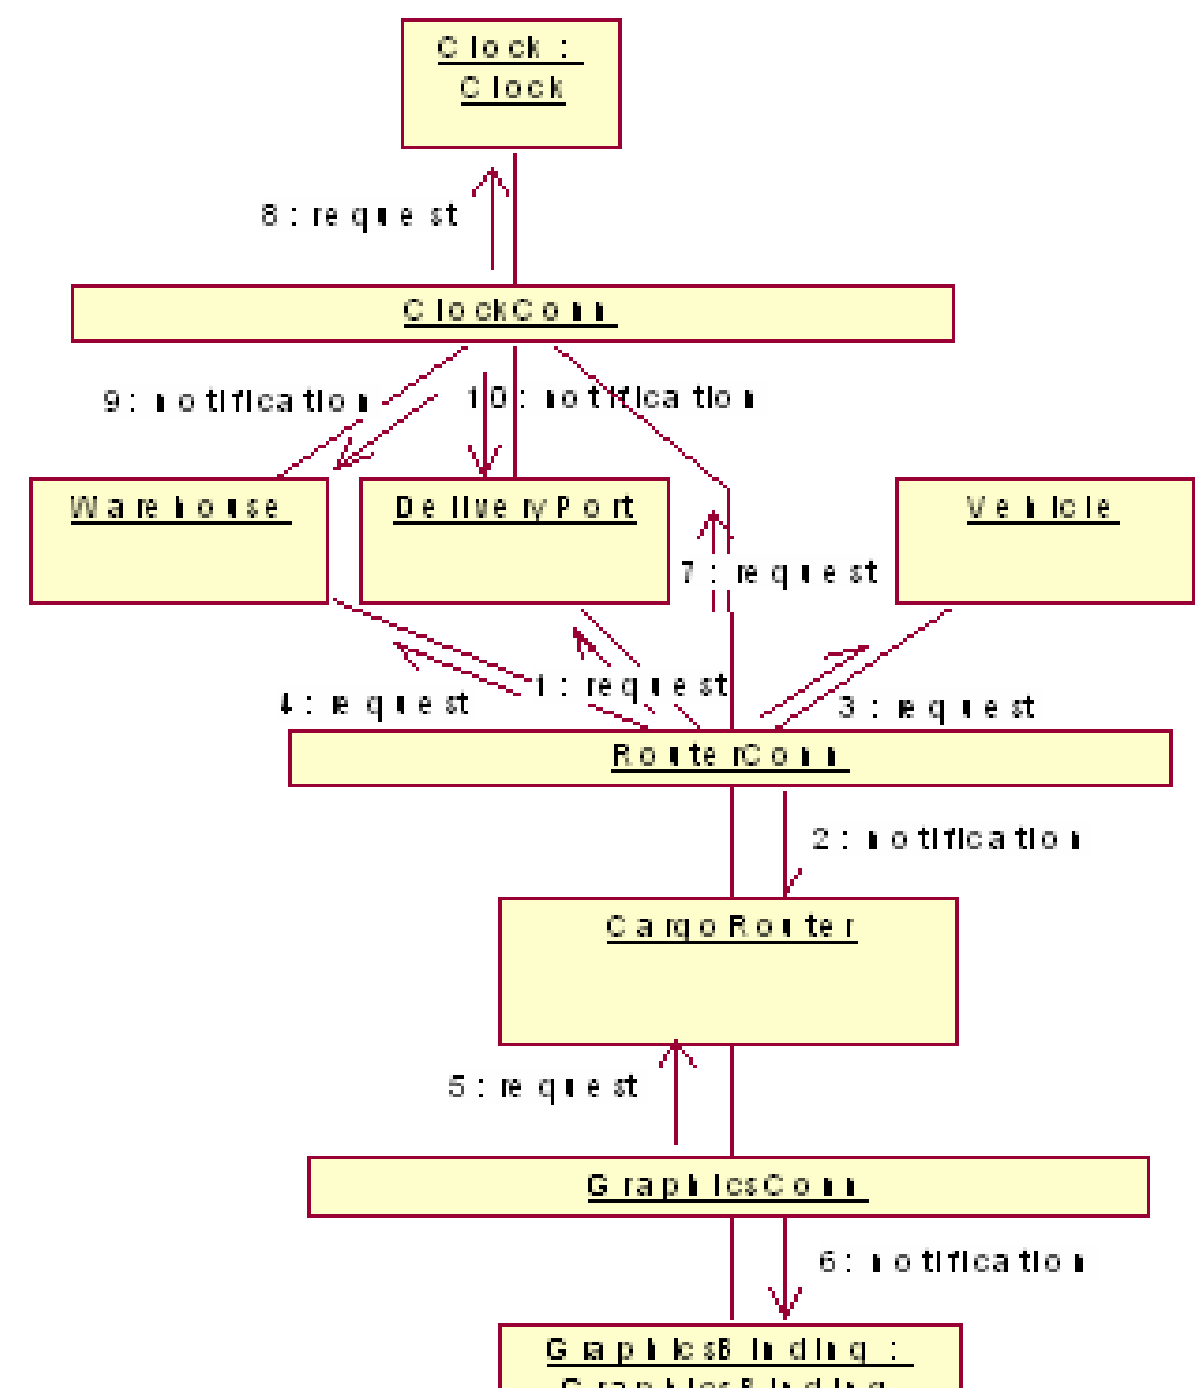 Clock :
Clock
8 : request
ClockConn
9: notification
10: notification
Warehouse
DeliveryPort
Vehicle
7 : request
1 : request
4 : request
3 : request
RouterConn
2 : notification
CargoRouter
5 : request
GraphicsConn
6: notification
GraphicsBinding :
GraphicsBinding